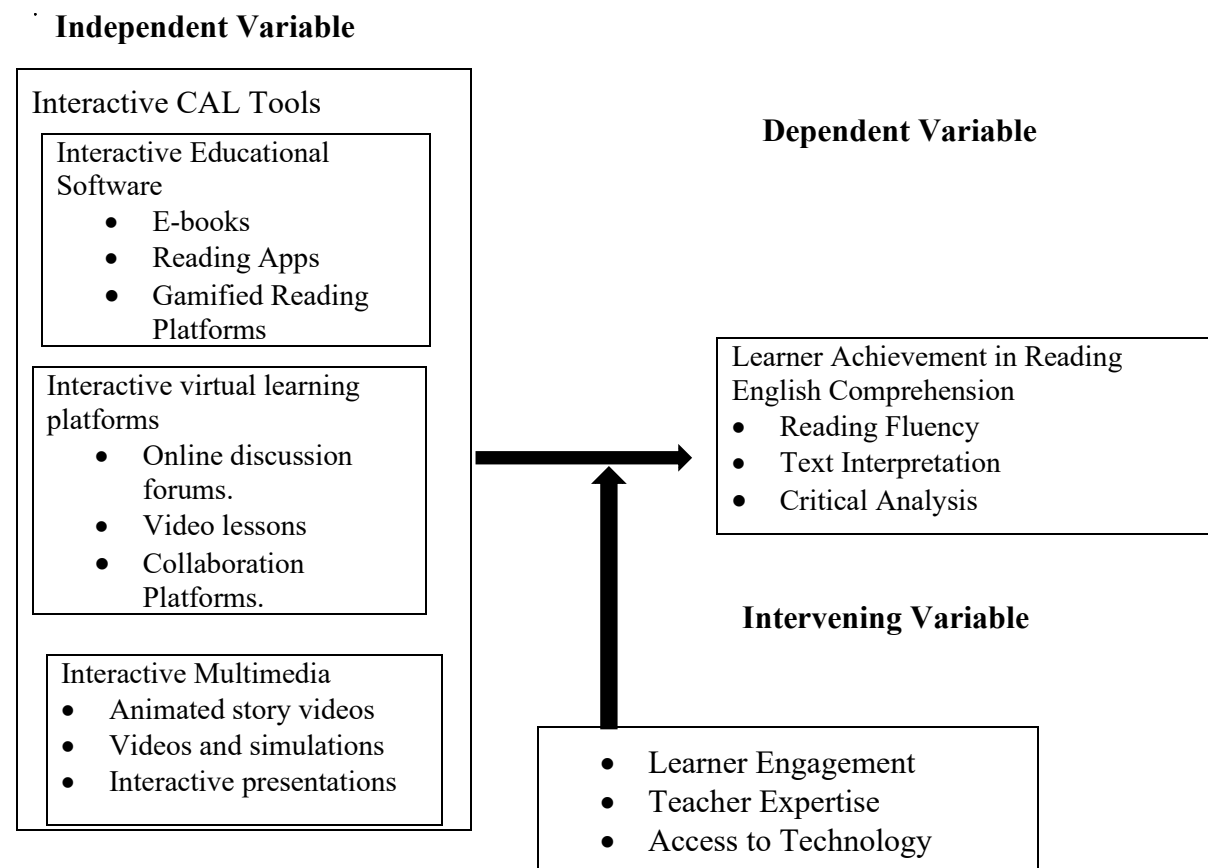 Independent Variable
Interactive CAL Tools
Interactive Educational
Software
• E-books
• Reading Apps
• Gamified Reading
Platforms
Interactive virtual learning
platforms
• Online discussion
forums.
• Video lessons
• Collaboration
Platforms.
Interactive Multimedia
• Animated story videos
• Videos and simulations
• Interactive presentations
Dependent Variable
Learner Achievement in Reading
English Comprehension
• Reading Fluency
• Text Interpretation
• Critical Analysis
Intervening Variable
• Learner Engagement
• Teacher Expertise
• Access to Technology